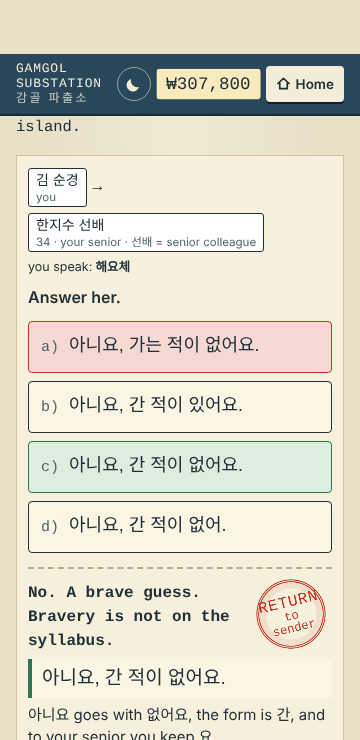 GAMGOL
SUBSTATION
감골 파출소
₩307,800
Home
island.
김 순경
you
→
한지수 선배
34 · your senior · 선배 = senior colleague
you speak: 해요체
Answer her.
a) 아니요, 가는 적이 없어요.
b) 아니요, 간 적이 있어요.
c) 아니요, 간 적이 없어요.
d) 아니요, 간 적이 없어.
No. A brave guess.
Bravery is not on the
syllabus.
RETURN
to
sender
아니요, 간 적이 없어요.
아니요 goes with 없어요, the form is 간, and
to your senior you keep 요.